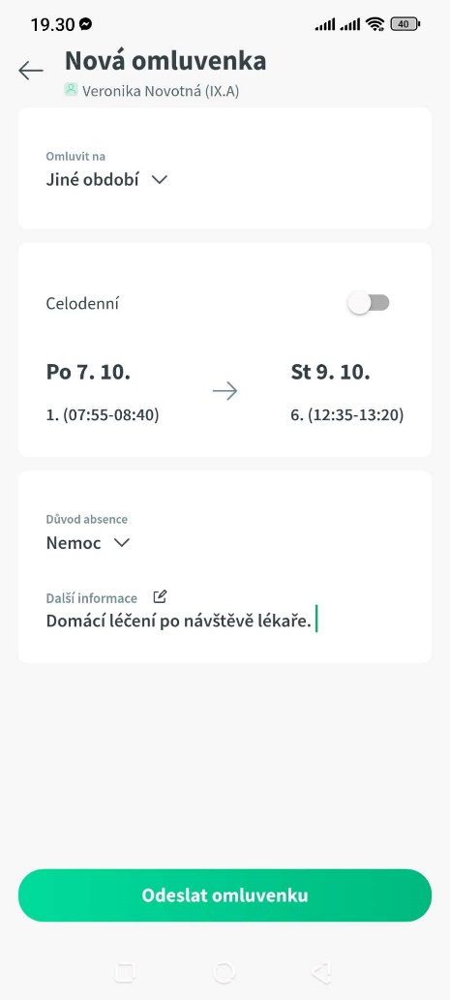 19.30
40
Nová omluvenka
Veronika Novotná (IX.A)
Omluvit na
Jiné období
Celodenní
Po 7. 10.
St 9. 10.
1. (07:55-08:40)
6. (12:35-13:20)
Důvod absence
Nemoc
Další informace
Domácí léčení po návštěvě lékaře.
Odeslat omluvenku